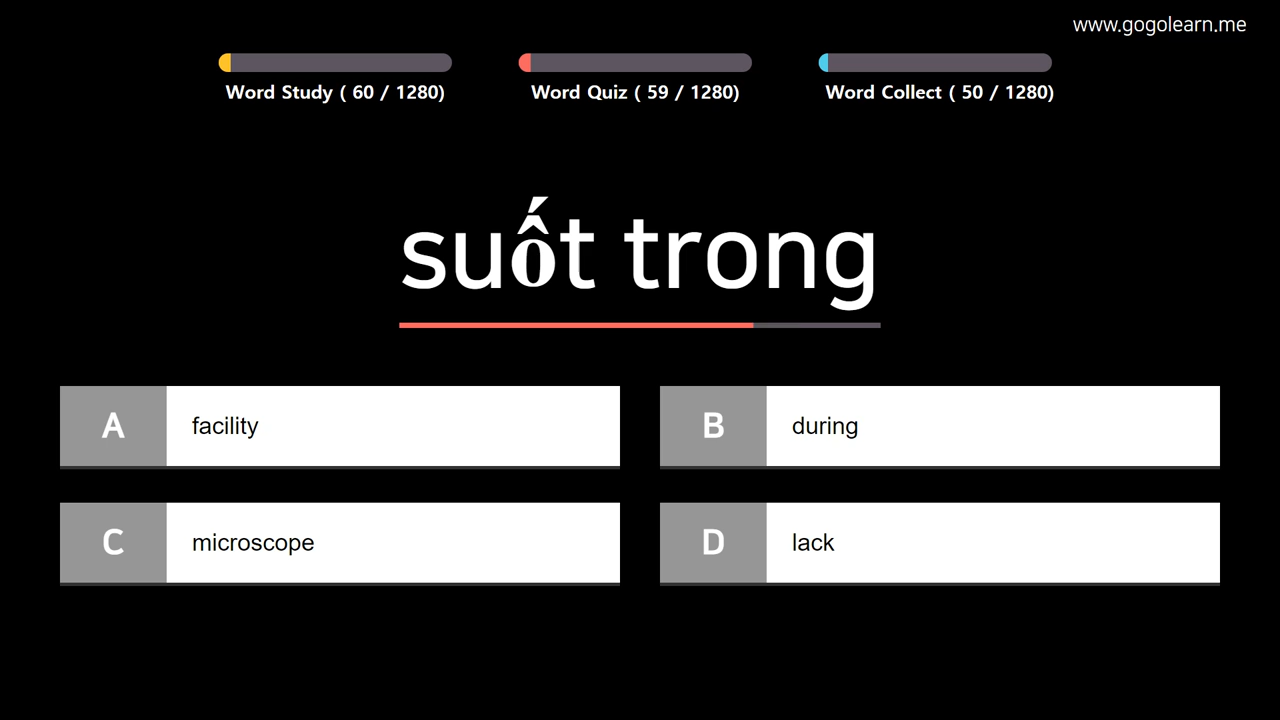 www.gogolearn.me
Word Study ( 60 / 1280)
Word Quiz ( 59 / 1280)
Word Collect ( 50 / 1280)
suốt trong
A facility
B during
C microscope
D lack